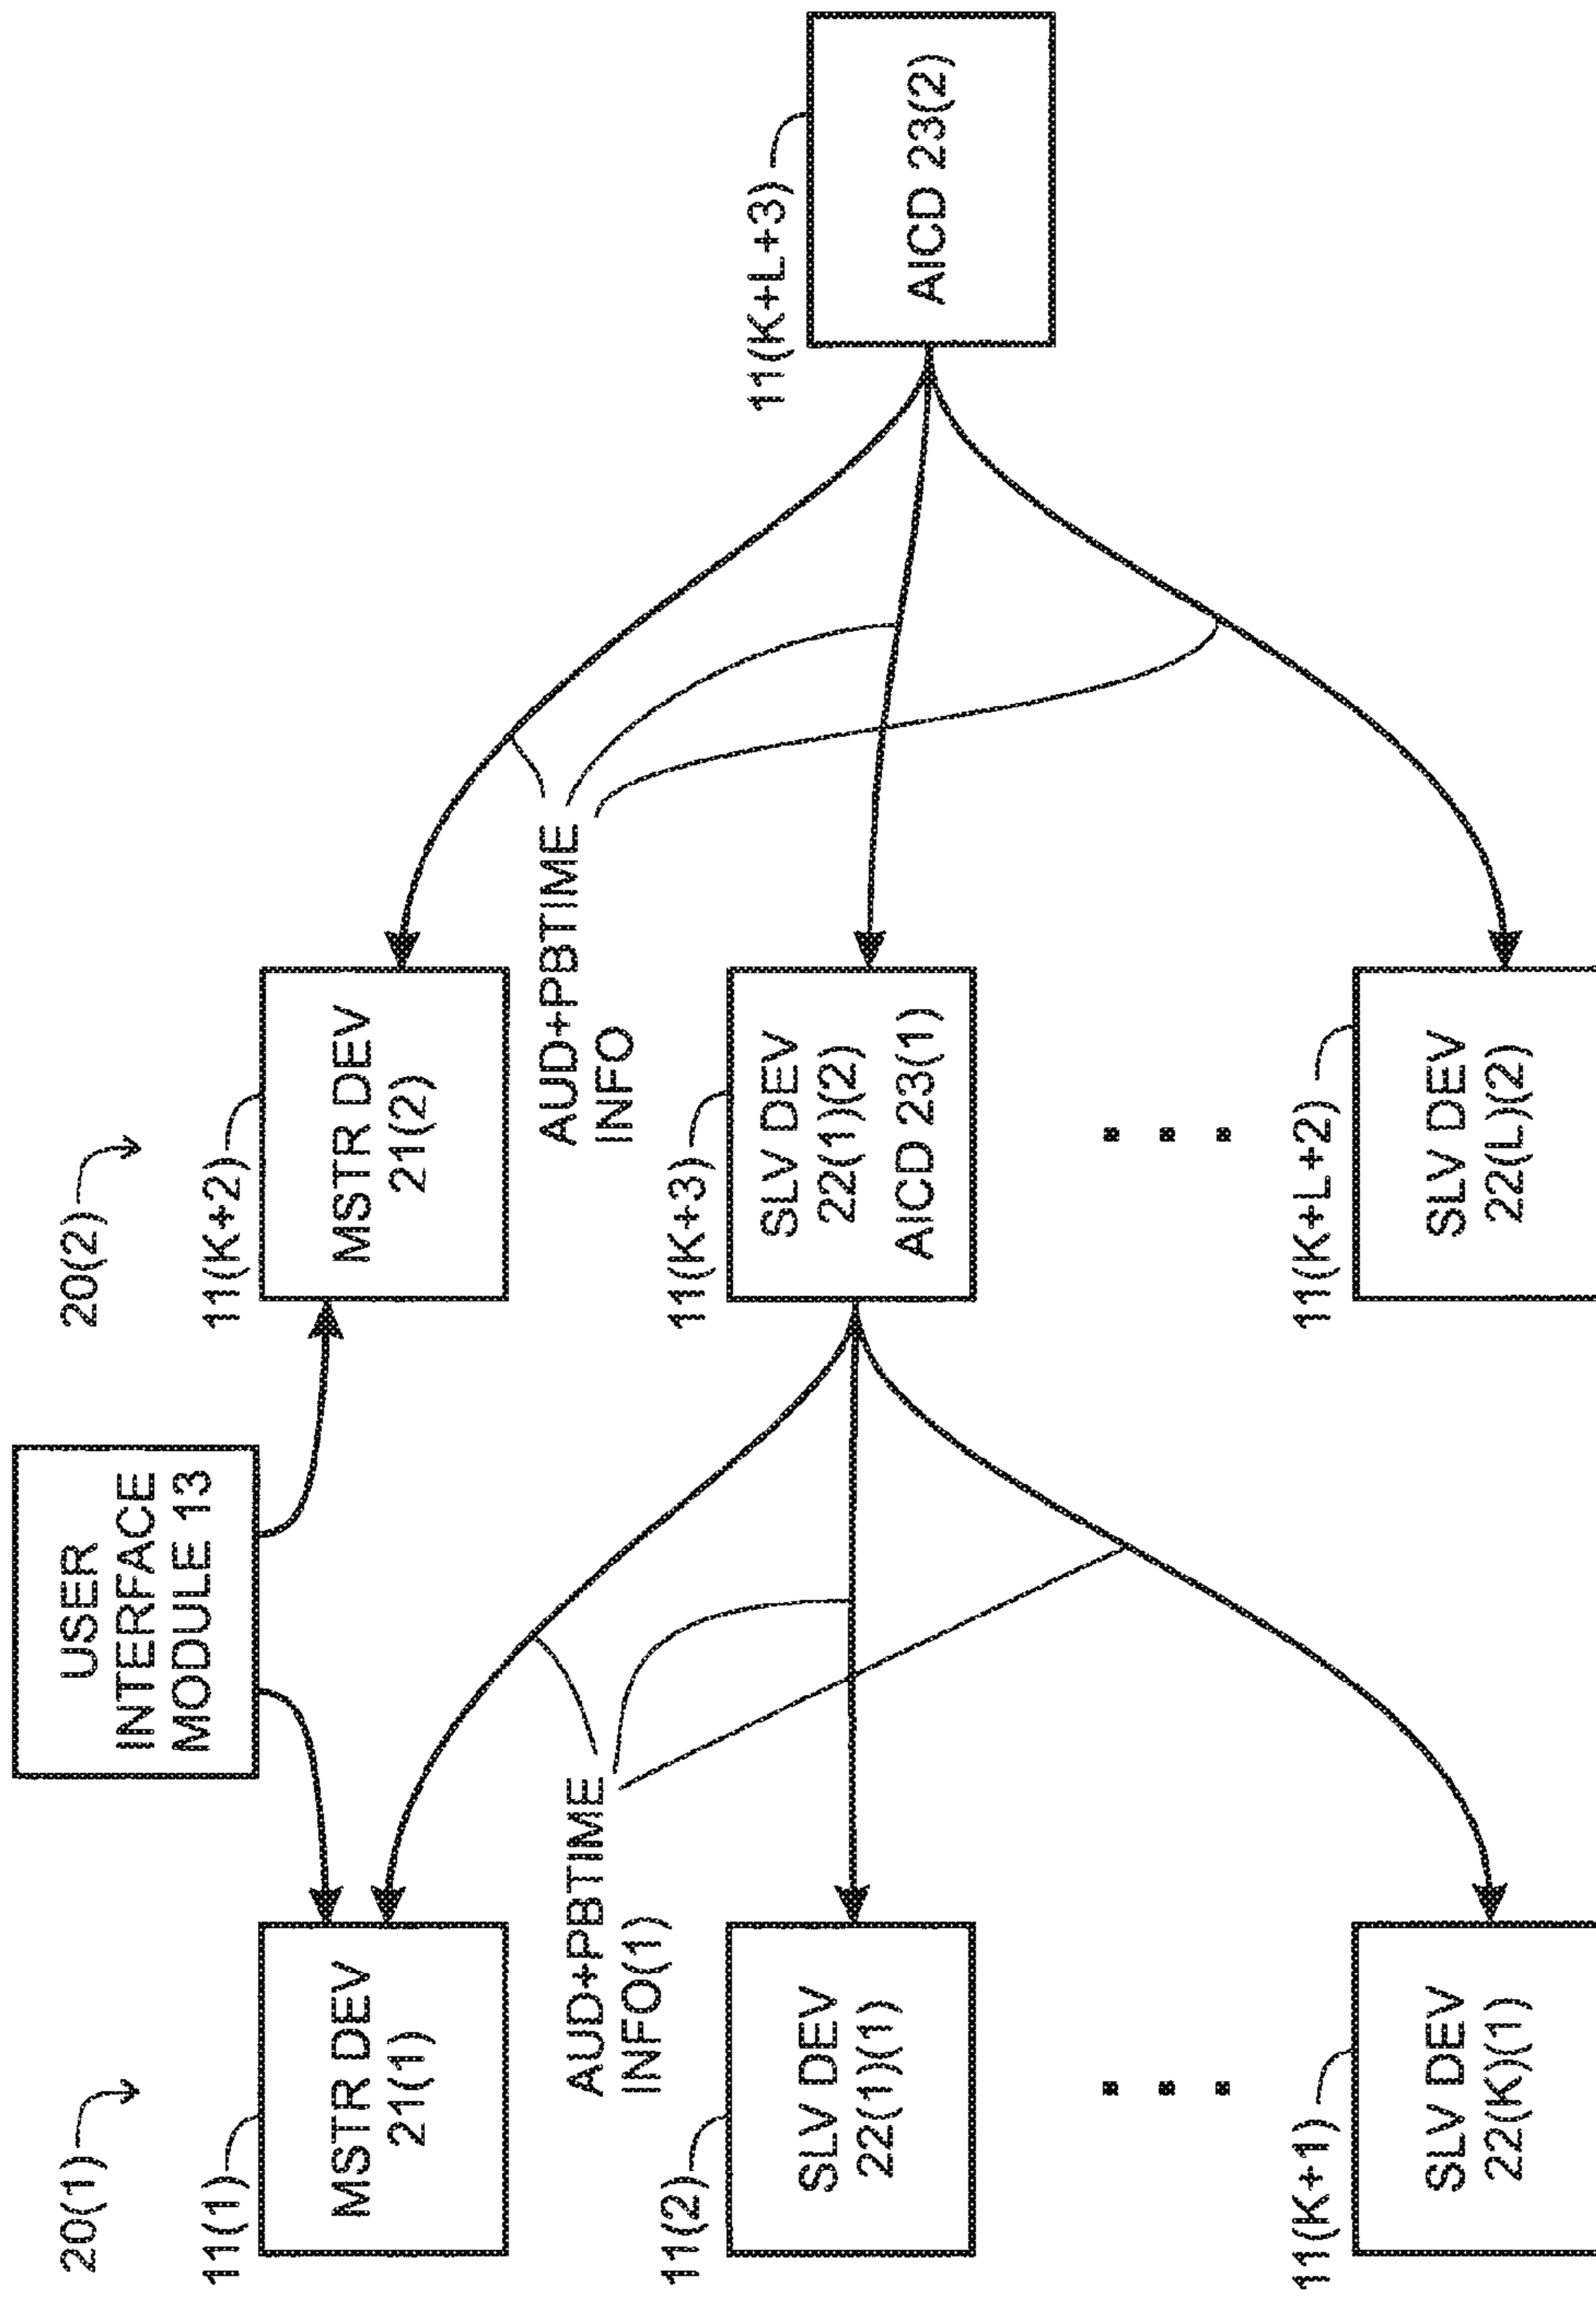 USER
INTERFACE
MODULE 13
20(1)
11(1)
MSTR DEV
21(1)
AUD+PBTIME
INFO(1)
11(2)
SLV DEV
22(1)(1)
11(K+1)
SLV DEV
22(K)(1)
20(2)
11(K+2)
MSTR DEV
21(2)
AUD+PBTIME
INFO
11(K+3)
SLV DEV
22(1)(2)
AICD 23(1)
11(K+L+2)
SLV DEV
22(L)(2)
11(K+L+3)
AICD 23(2)